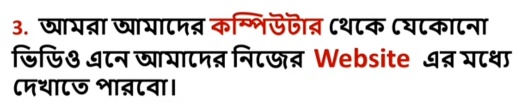 3. আমরা আমাদের কম্পিউটার থেকে যেকোনো
ভিডিও এনে আমাদের নিজের Website এর মধ্যে
দেখাতে পারবো।